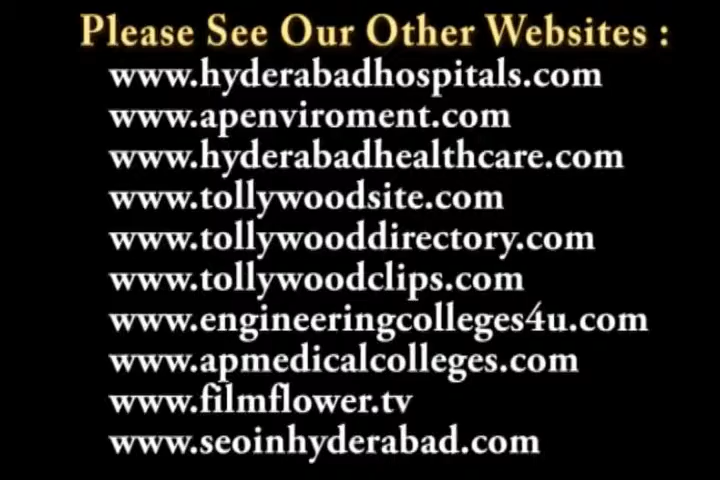 Please See Our Other Websites :
www.hyderabadhospitals.com
www.apenviroment.com
www.hyderabadhealthcare.com
www.tollywoodsite.com
www.tollywooddirectory.com
www.tollywoodclips.com
www.engineeringcolleges4u.com
www.apmedicalcolleges.com
www.filmflower.tv
www.seoinhyderabad.com